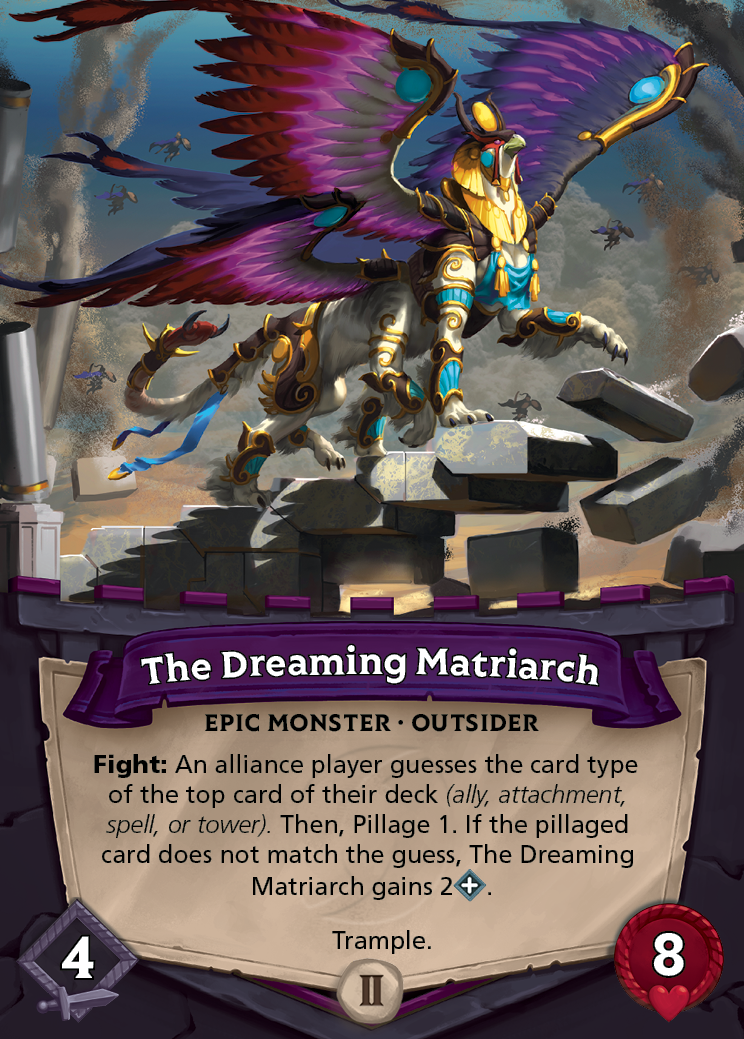 The Dreaming Matriarch
EPIC MONSTER · OUTSIDER
Fight: An alliance player guesses the card type
of the top card of their deck (ally, attachment,
spell, or tower). Then, Pillage 1. If the pillaged
card does not match the guess, The Dreaming
Matriarch gains 2.
Trample.
4
8
II